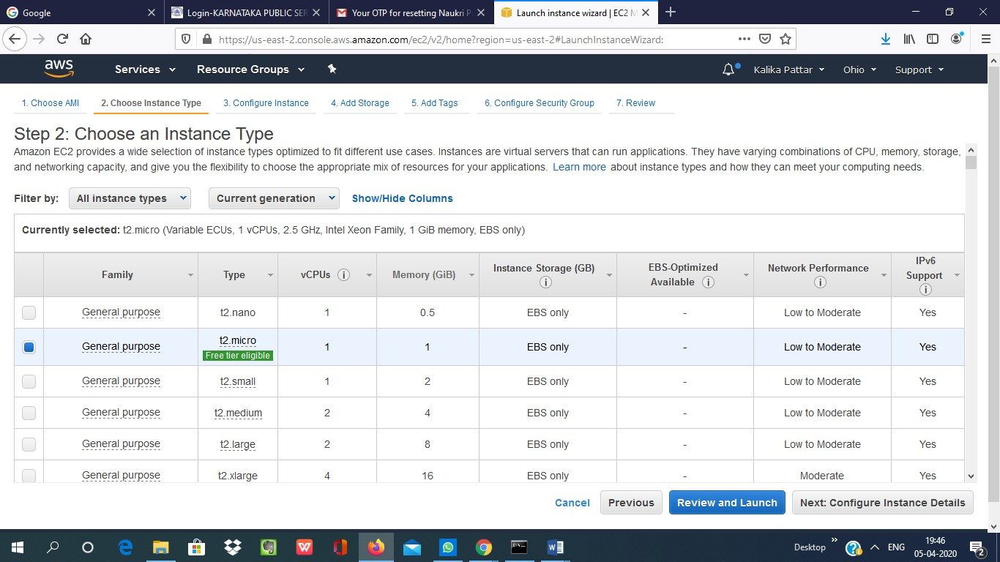 Google
Login-KARNATAKA PUBLIC SER
Your OTP for resetting Naukri P
Launch instance wizard | EC2 M
https://us-east-2.console.aws.amazon.com/ec2/v2/home?region=us-east-2#LaunchInstanceWizard:
aws Services Resource Groups Kalika Pattar Ohio Support
1. Choose AMI 2. Choose Instance Type 3. Configure Instance 4. Add Storage 5. Add Tags 6. Configure Security Group 7. Review
Step 2: Choose an Instance Type
Amazon EC2 provides a wide selection of instance types optimized to fit different use cases. Instances are virtual servers that can run applications. They have varying combinations of CPU, memory, storage,
and networking capacity, and give you the flexibility to choose the appropriate mix of resources for your applications. Learn more about instance types and how they can meet your computing needs.
Filter by: All instance types Current generation Show/Hide Columns
Currently selected: t2.micro (Variable ECUs, 1 vCPUs, 2.5 GHz, Intel Xeon Family, 1 GiB memory, EBS only)
Family Type vCPUs i Memory (GiB) Instance Storage (GB) i EBS-Optimized Available i Network Performance i IPv6 Support i
General purpose t2.nano 1 0.5 EBS only - Low to Moderate Yes
General purpose t2.micro Free tier eligible 1 1 EBS only - Low to Moderate Yes
General purpose t2.small 1 2 EBS only - Low to Moderate Yes
General purpose t2.medium 2 4 EBS only - Low to Moderate Yes
General purpose t2.large 2 8 EBS only - Low to Moderate Yes
General purpose t2.xlarge 4 16 EBS only - Moderate Yes
Cancel Previous Review and Launch Next: Configure Instance Details
Desktop » ENG 19:46
05-04-2020 2